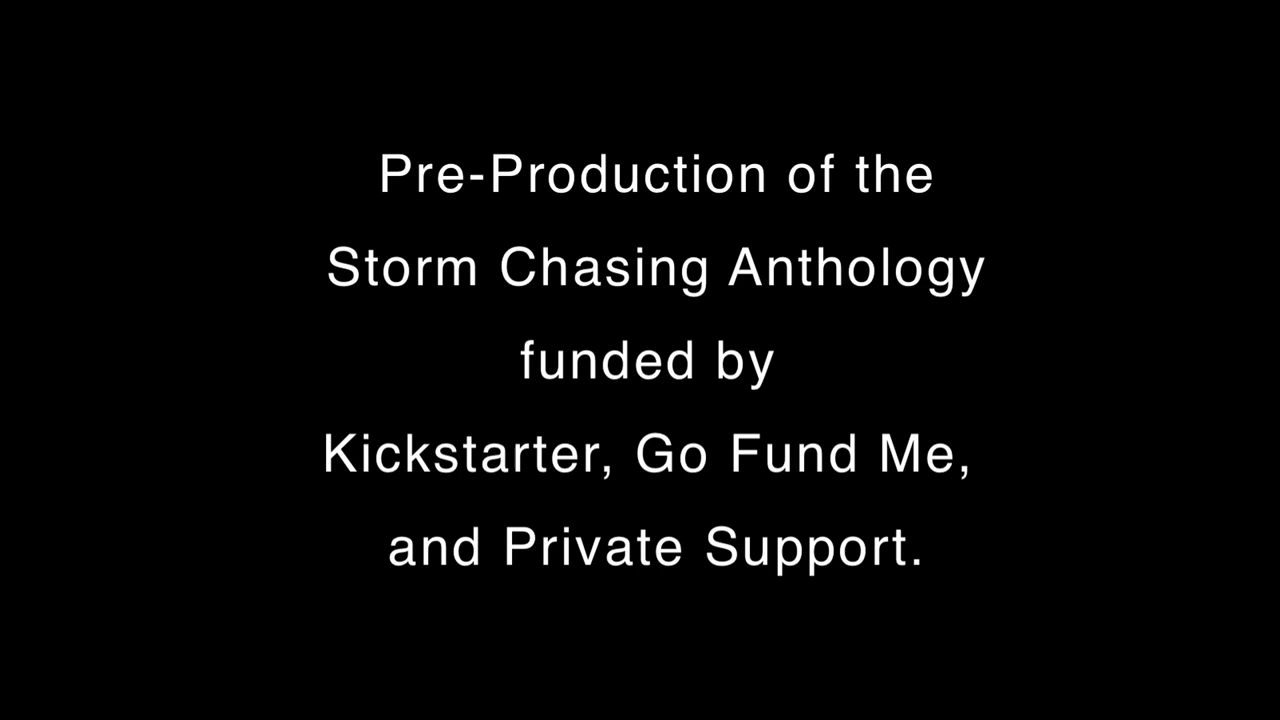 Pre-Production of the
Storm Chasing Anthology
funded by
Kickstarter, Go Fund Me,
and Private Support.